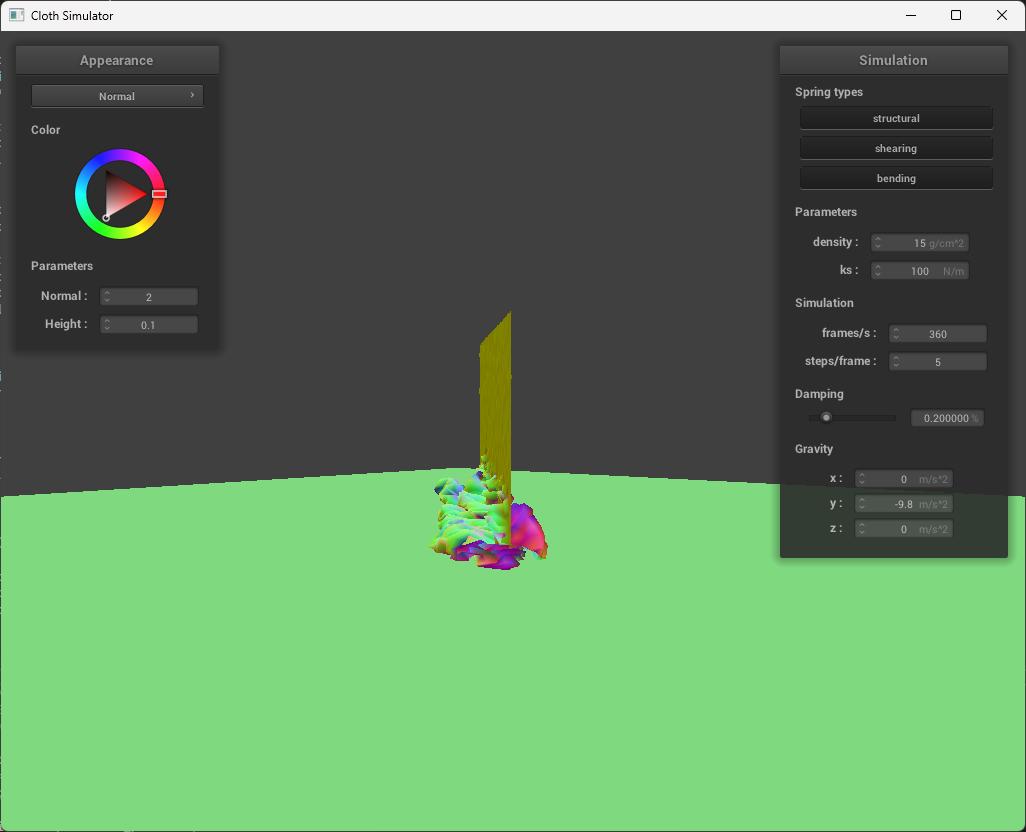 Cloth Simulator
Appearance
Normal
Color
Parameters
Normal : 2
Height : 0.1
Simulation
Spring types
structural
shearing
bending
Parameters
density : 15 g/cm^2
ks : 100 N/m
Simulation
frames/s : 360
steps/frame : 5
Damping
0.200000 %
Gravity
x : 0 m/s^2
y : -9.8 m/s^2
z : 0 m/s^2